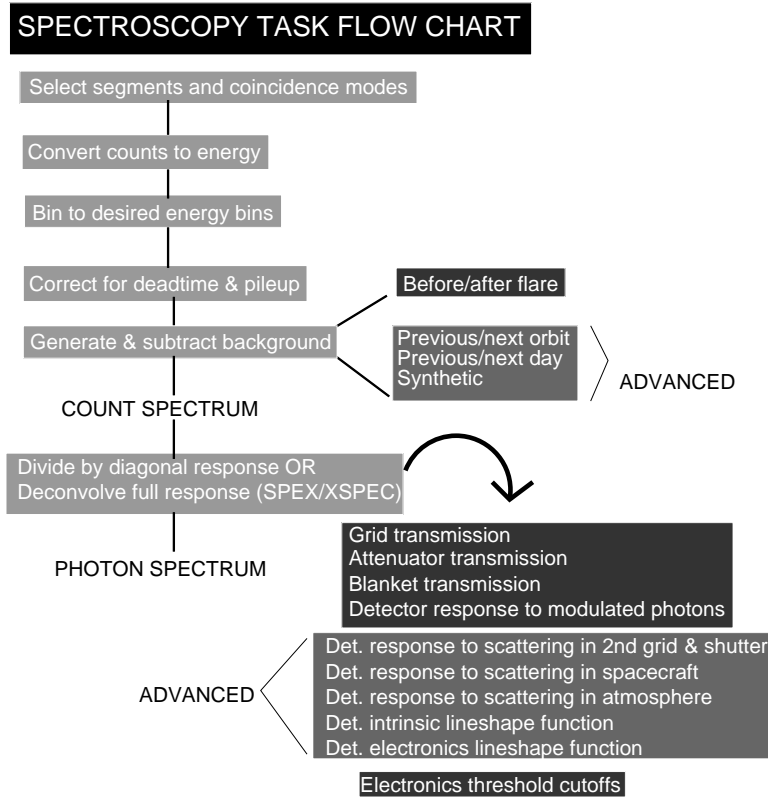 SPECTROSCOPY TASK FLOW CHART
Select segments and coincidence modes
Convert counts to energy
Bin to desired energy bins
Correct for deadtime & pileup
Before/after flare
Generate & subtract background
Previous/next orbit
Previous/next day
Synthetic
ADVANCED
COUNT SPECTRUM
Divide by diagonal response OR
Deconvolve full response (SPEX/XSPEC)
PHOTON SPECTRUM
Grid transmission
Attenuator transmission
Blanket transmission
Detector response to modulated photons
ADVANCED
Det. response to scattering in 2nd grid & shutter
Det. response to scattering in spacecraft
Det. response to scattering in atmosphere
Det. intrinsic lineshape function
Det. electronics lineshape function
Electronics threshold cutoffs